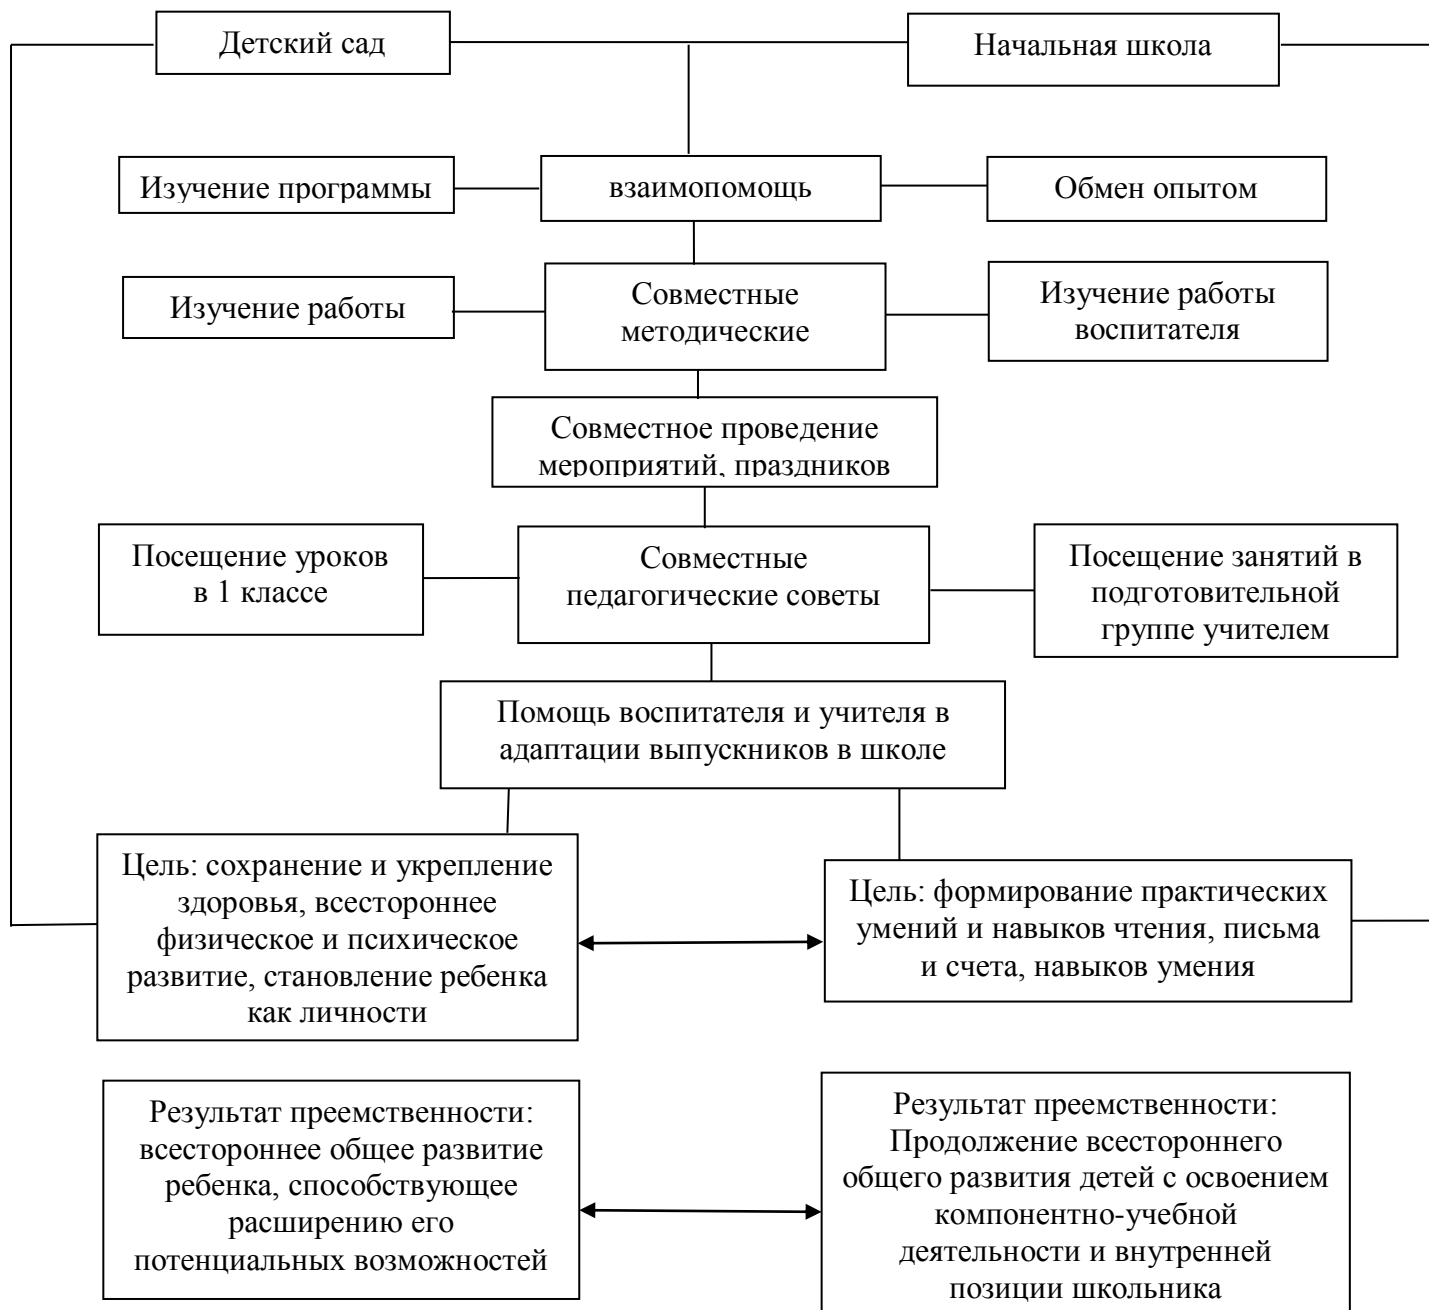 Детский сад
Начальная школа
Изучение программы
взаимопомощь
Обмен опытом
Изучение работы
Совместные
методические
Изучение работы
воспитателя
Совместное проведение
мероприятий, праздников
Посещение уроков
в 1 классе
Совместные
педагогические советы
Посещение занятий в
подготовительной
группе учителем
Помощь воспитателя и учителя в
адаптации выпускников в школе
Цель: сохранение и укрепление
здоровья, всестороннее
физическое и психическое
развитие, становление ребенка
как личности
Цель: формирование практических
умений и навыков чтения, письма
и счета, навыков умения
Результат преемственности:
всестороннее общее развитие
ребенка, способствующее
расширению его
потенциальных возможностей
Результат преемственности:
Продолжение всестороннего
общего развития детей с освоением
компонентно-учебной
деятельности и внутренней
позиции школьника